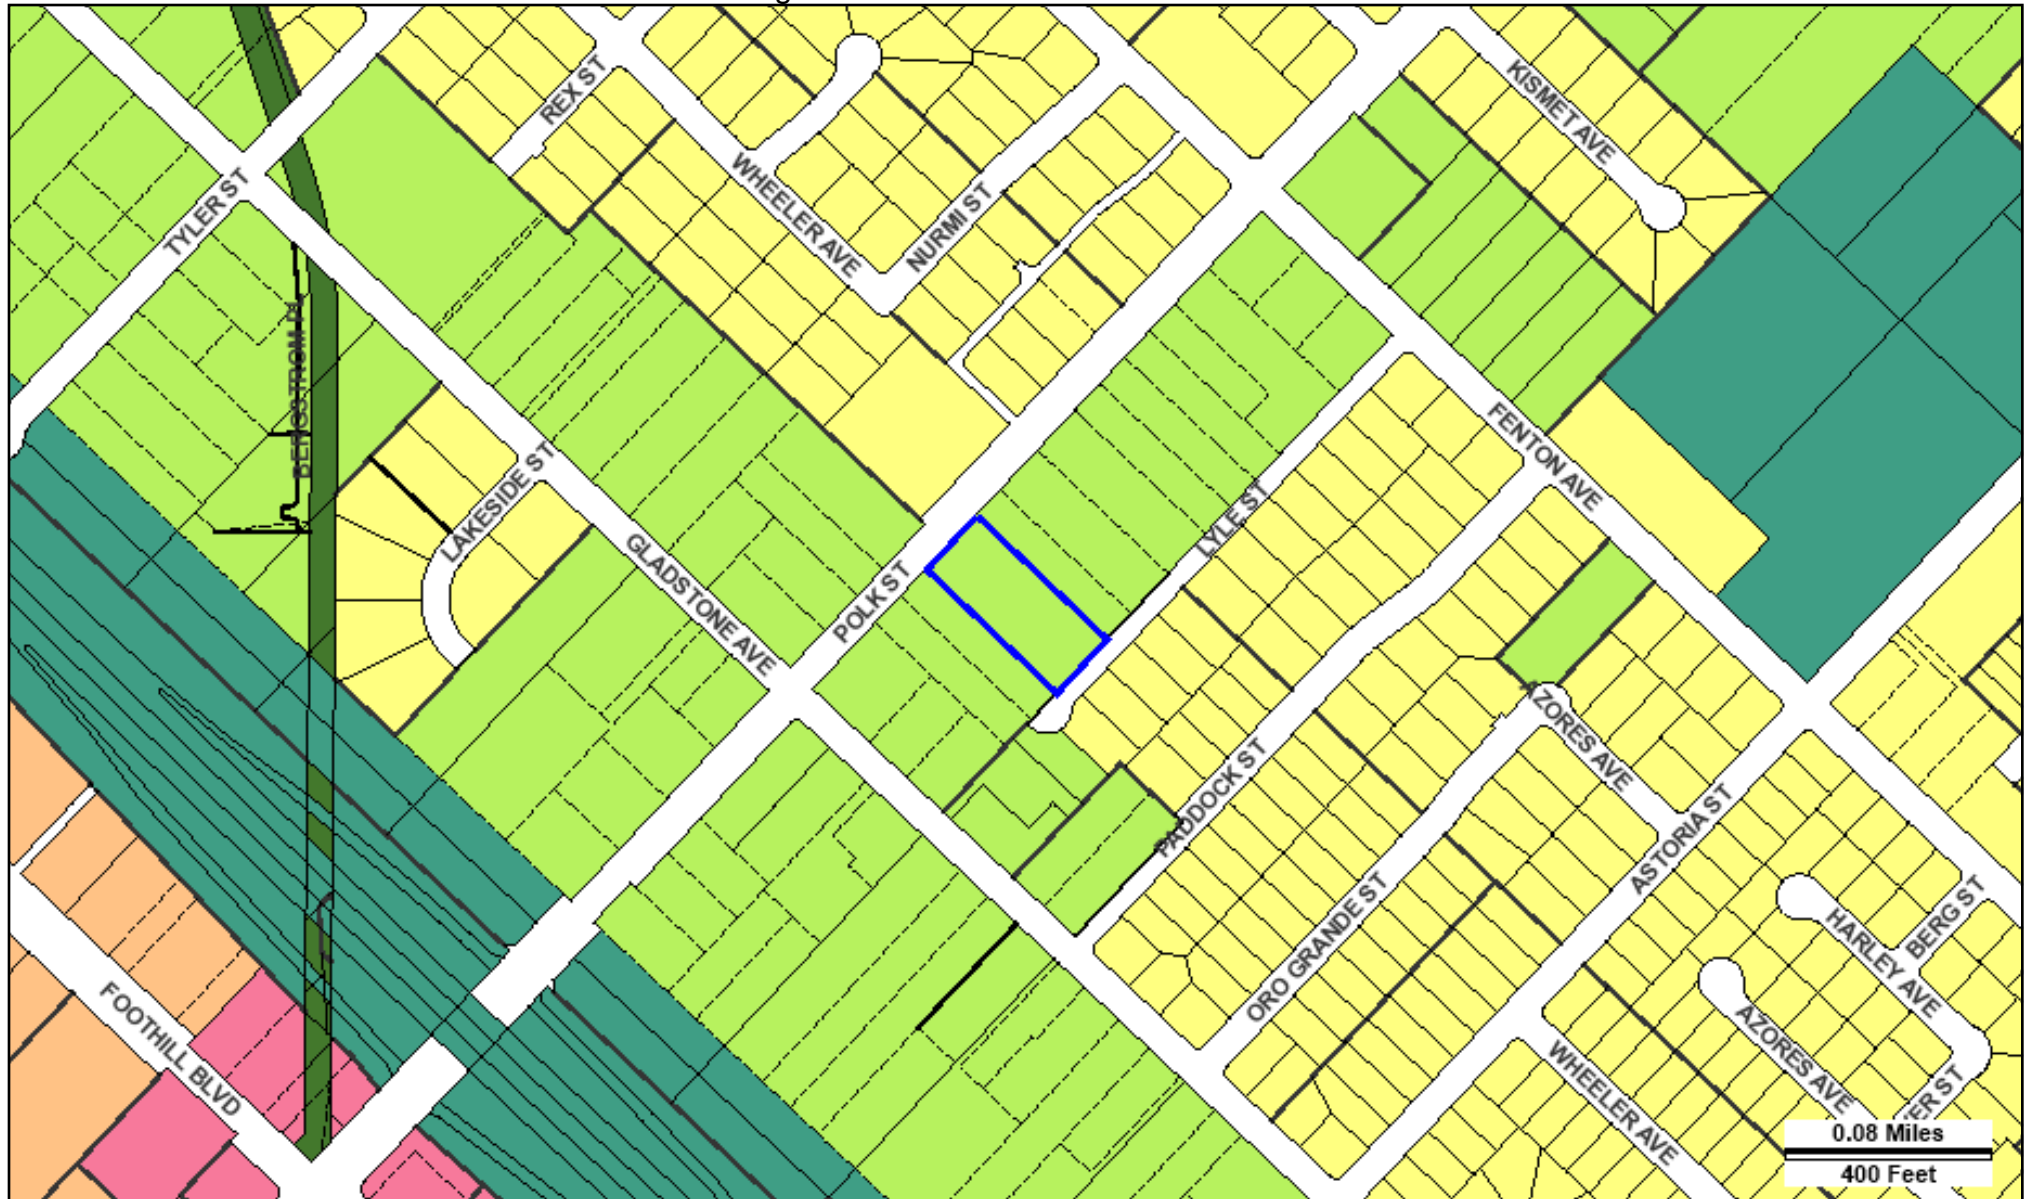 REX ST
KISMET AVE
WHEELER AVE
NURMI ST
TYLER ST
BENGSTROM PL
FENTON AVE
LAKESIDE ST
LYLE ST
GLADSTONE AVE
POLK ST
AZORES AVE
PADDOCK ST
ASTORIA ST
ORO GRANDE ST
HARLEY AVE
BERG ST
FOOTHILL BLVD
AZORES AVE
WHEELER AVE
0.08 Miles
400 Feet